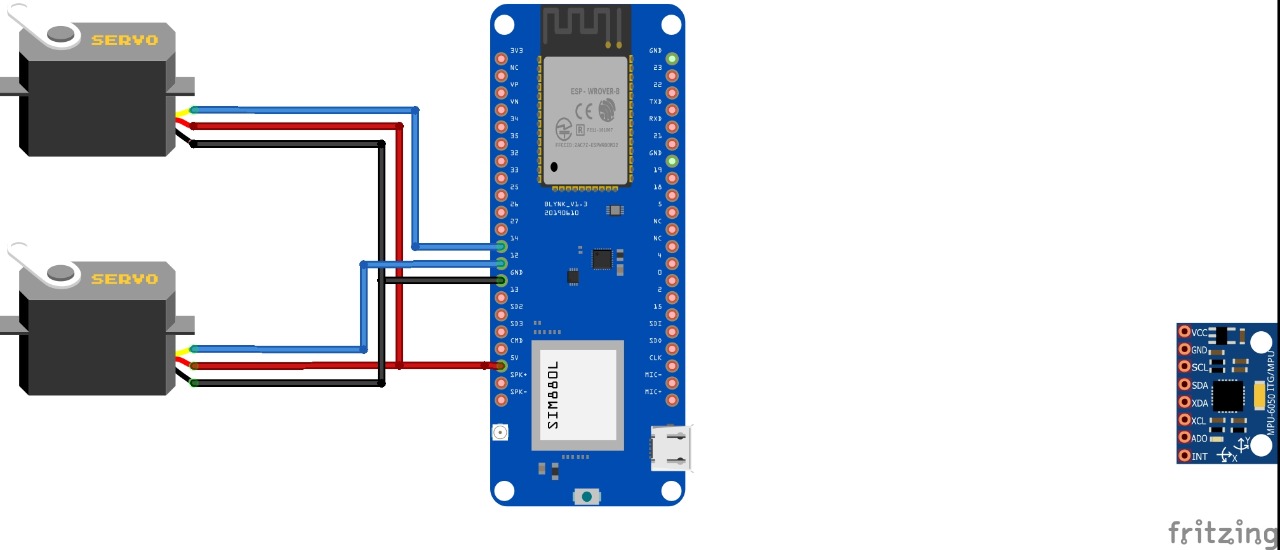 SERVO
SERVO
3V3
NC
VP
VN
34
35
32
33
25
26
27
14
12
GND
13
SD2
SD3
CMD
5V
SPK+
SPK-
ESP-WROVER-B
CE
R
BLYNK_V1.3
20190610
SIM880L
GND
23
22
TXD
RXD
21
GND
19
18
5
NC
NC
4
0
2
15
SDI
SD0
CLK
MIC-
MIC+
VCC
GND
SCL
SDA
XDA
XCL
ADO
INT
ITG/MPU
MPU-6050
Y
X
fritzing